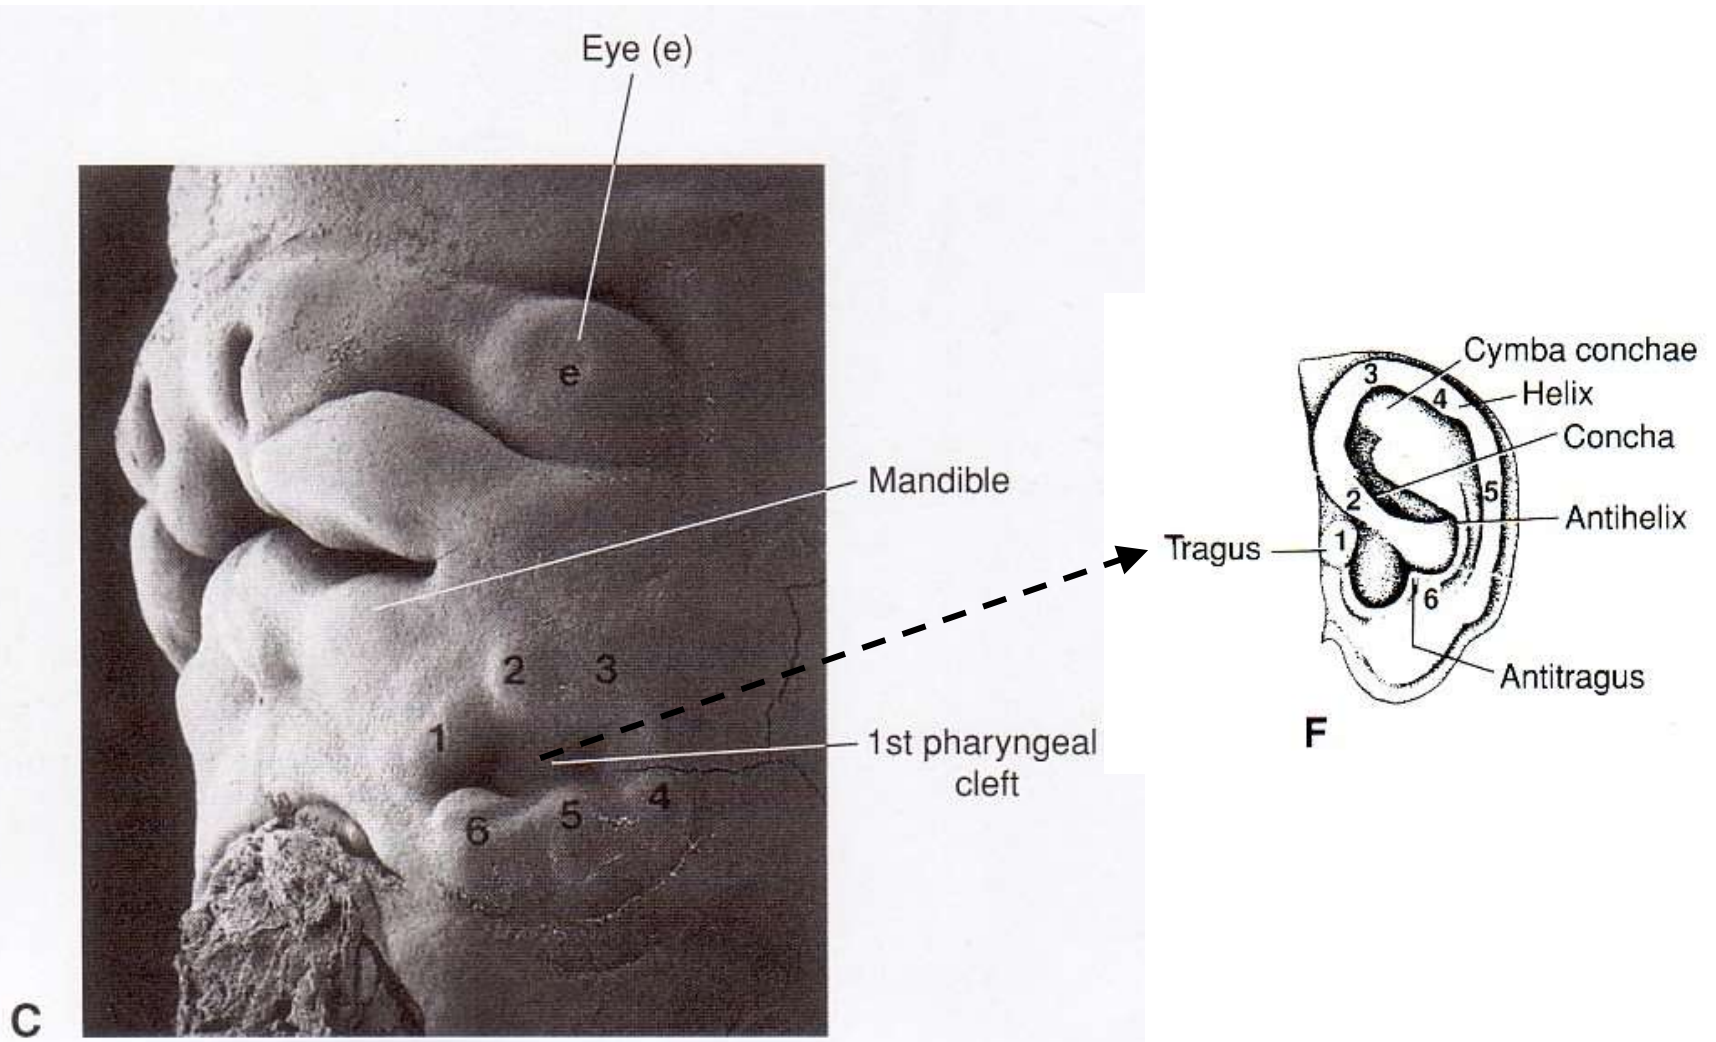 Eye (e)
e
Mandible
2
3
1
1st pharyngeal
cleft
4
5
6
C
Cymba conchae
3
4
Helix
Concha
2
5
Antihelix
Tragus
1
6
Antitragus
F